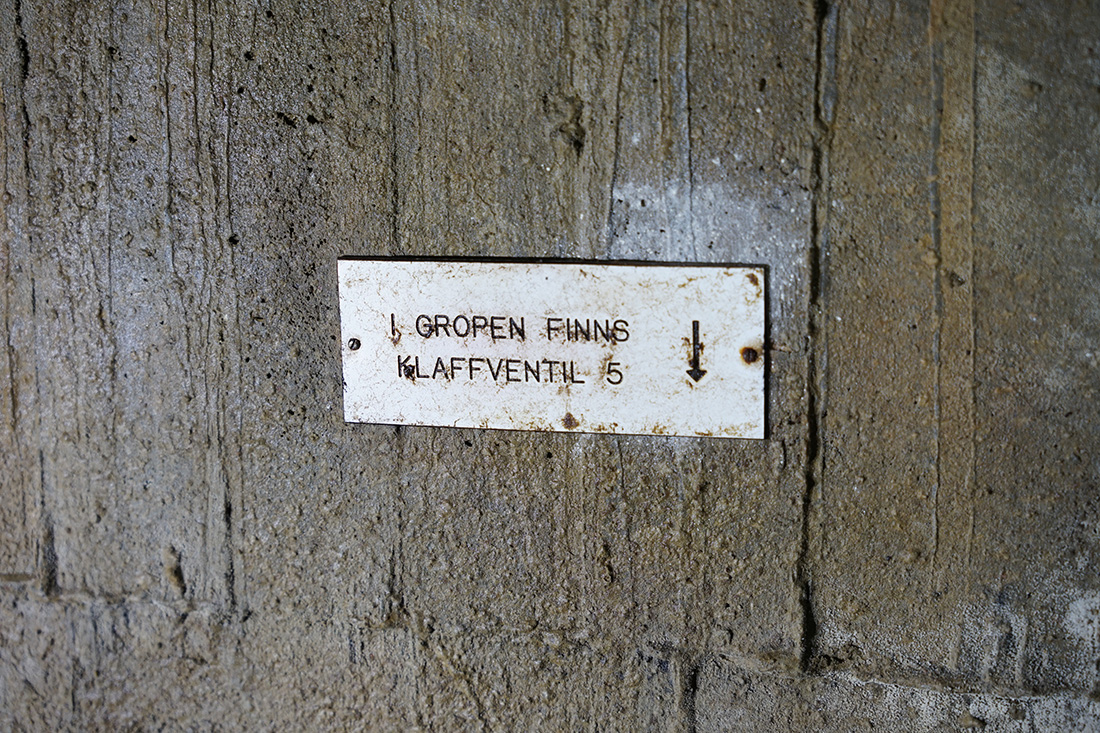 I GROPEN FINNS
KLAFFVENTIL 5